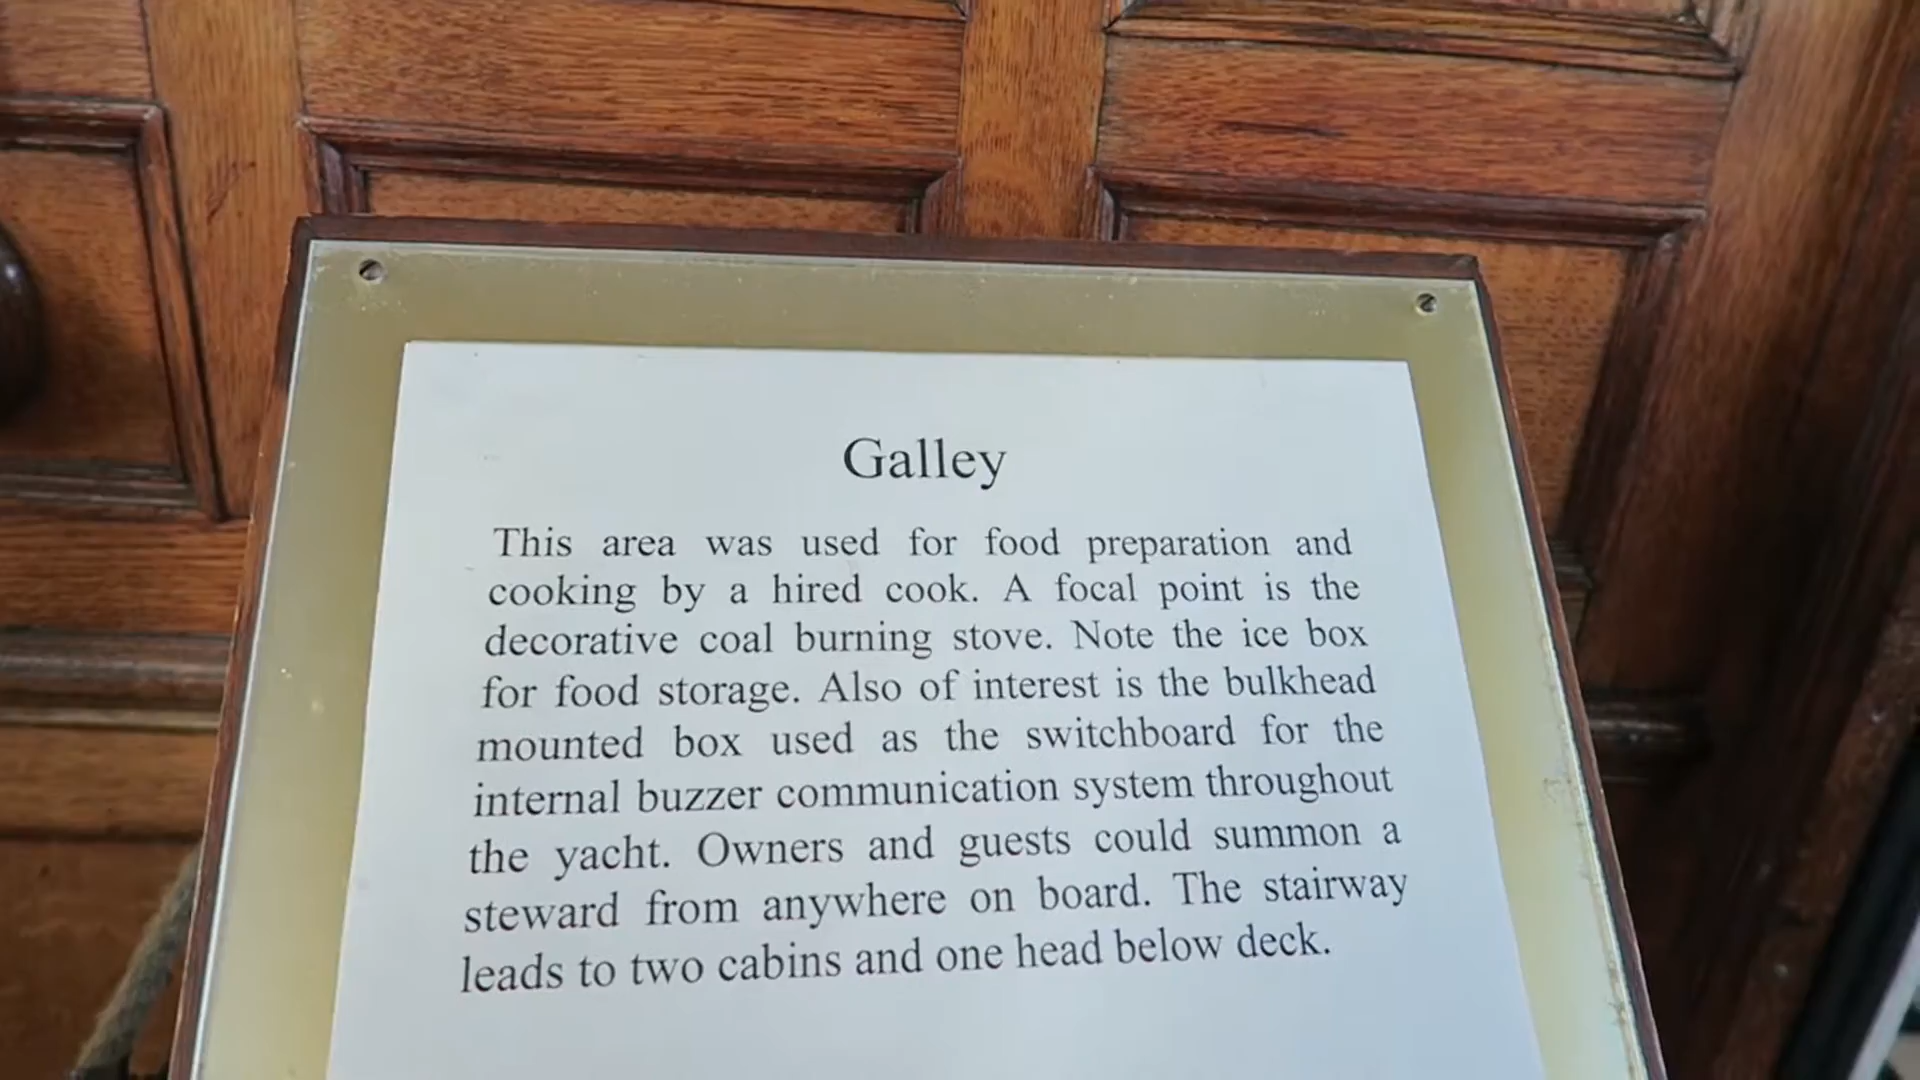 Galley
This area was used for food preparation and
cooking by a hired cook. A focal point is the
decorative coal burning stove. Note the ice box
for food storage. Also of interest is the bulkhead
mounted box used as the switchboard for the
internal buzzer communication system throughout
the yacht. Owners and guests could summon a
steward from anywhere on board. The stairway
leads to two cabins and one head below deck.